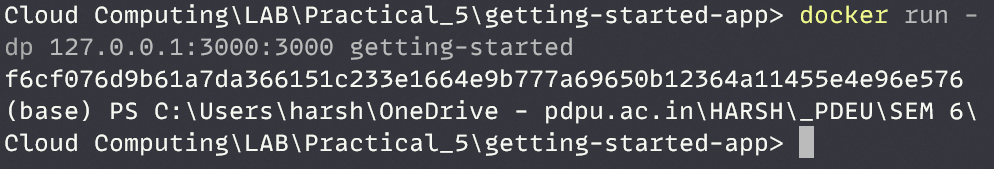 Cloud Computing\LAB\Practical_5\getting-started-app> docker run -
dp 127.0.0.1:3000:3000 getting-started
f6cf076d9b61a7da366151c233e1664e9b777a69650b12364a11455e4e96e576
(base) PS C:\Users\harsh\OneDrive - pdpu.ac.in\HARSH\_PDEU\SEM 6\
Cloud Computing\LAB\Practical_5\getting-started-app>